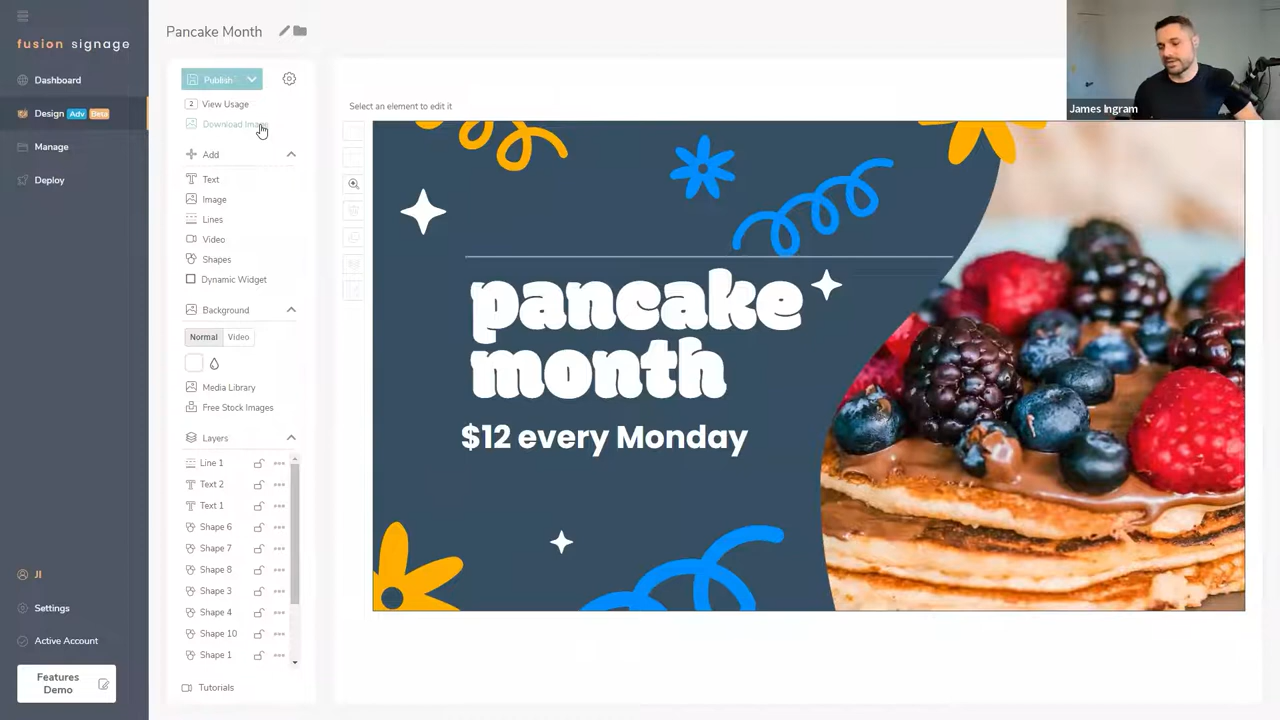 Pancake Month
fusion signage
Dashboard
Design Adv Beta
Manage
Deploy
JI
Settings
Active Account
Features
Demo
Publish
2 View Usage
Download Image
Add
Text
Image
Lines
Video
Shapes
Dynamic Widget
Background
Normal Video
Media Library
Free Stock Images
Layers
Line 1
Text 2
Text 1
Shape 6
Shape 7
Shape 8
Shape 3
Shape 4
Shape 10
Shape 1
Tutorials
Select an element to edit it
pancake
month
$12 every Monday
James Ingram